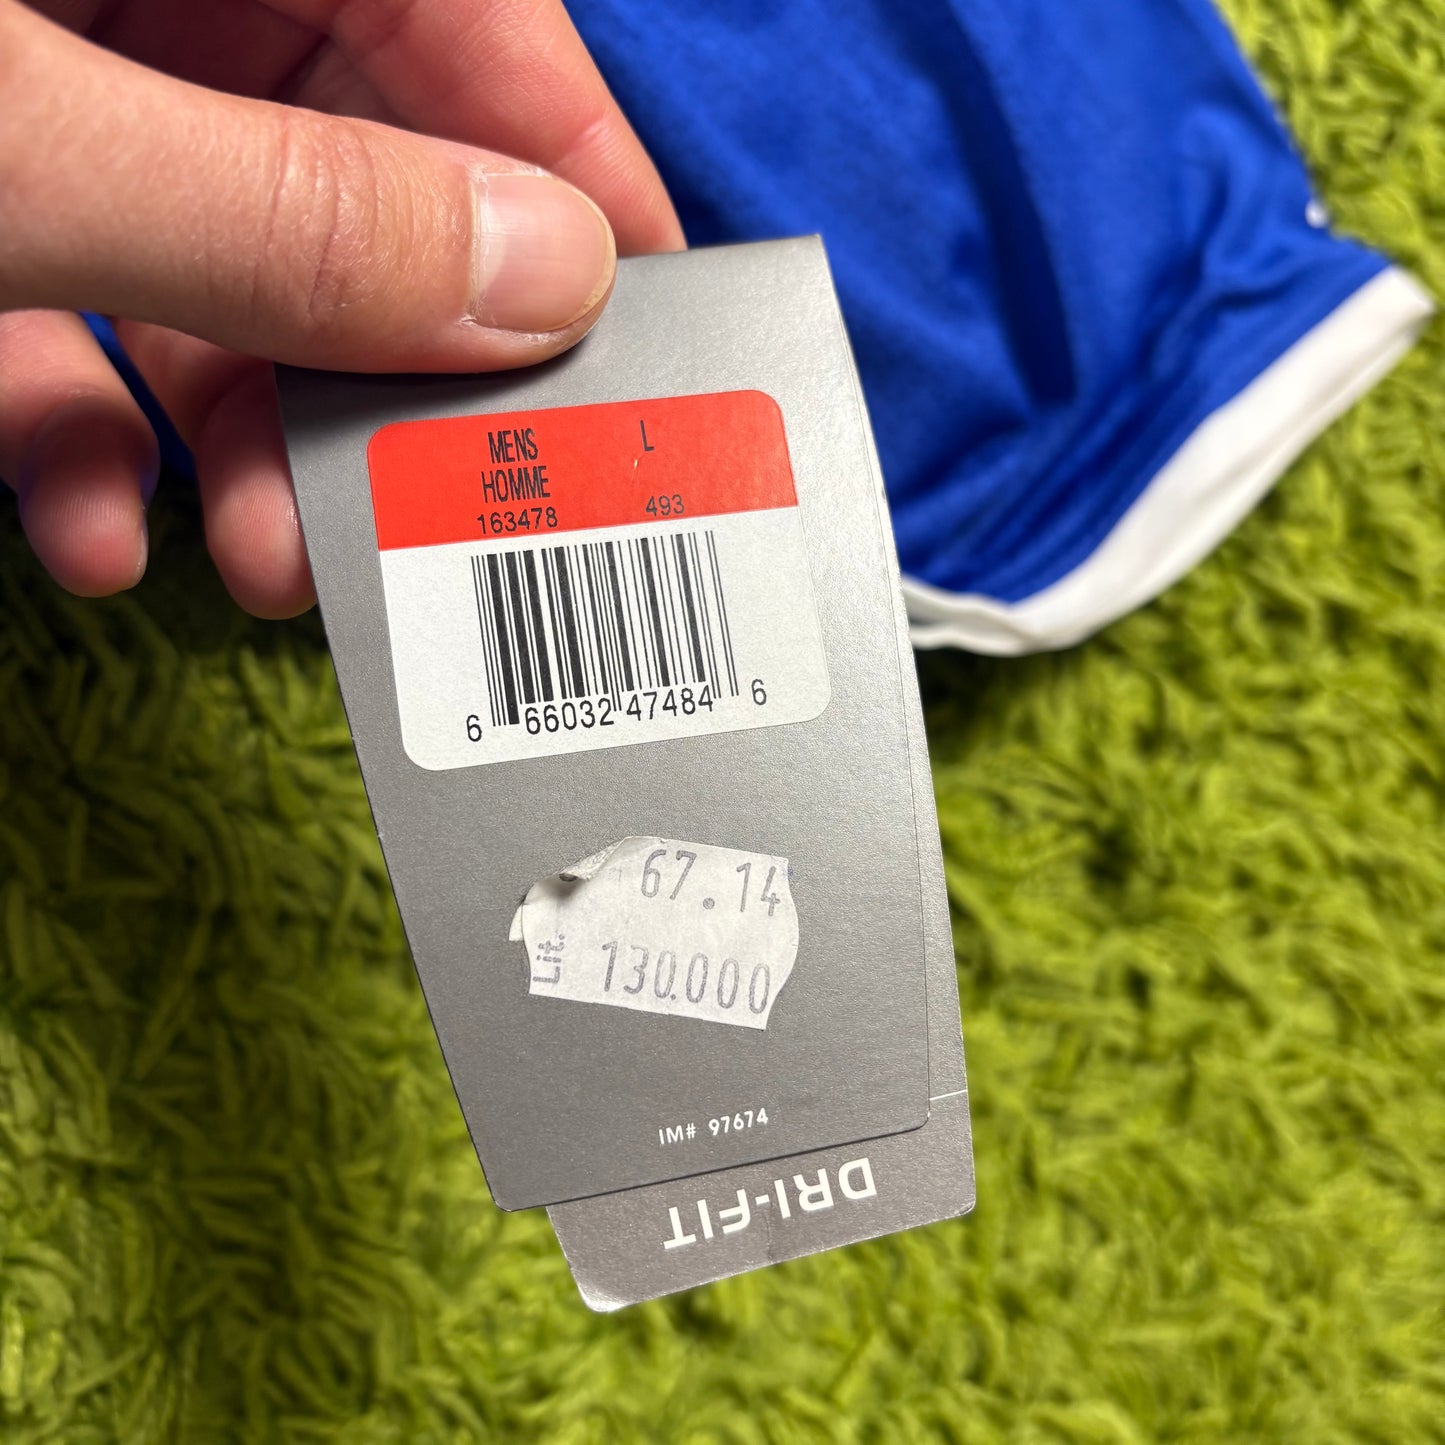 MENS L
HOMME
163478 493
6 66032 47484 6
67.14
Lit. 130.000
IM# 97674
DRI-FIT